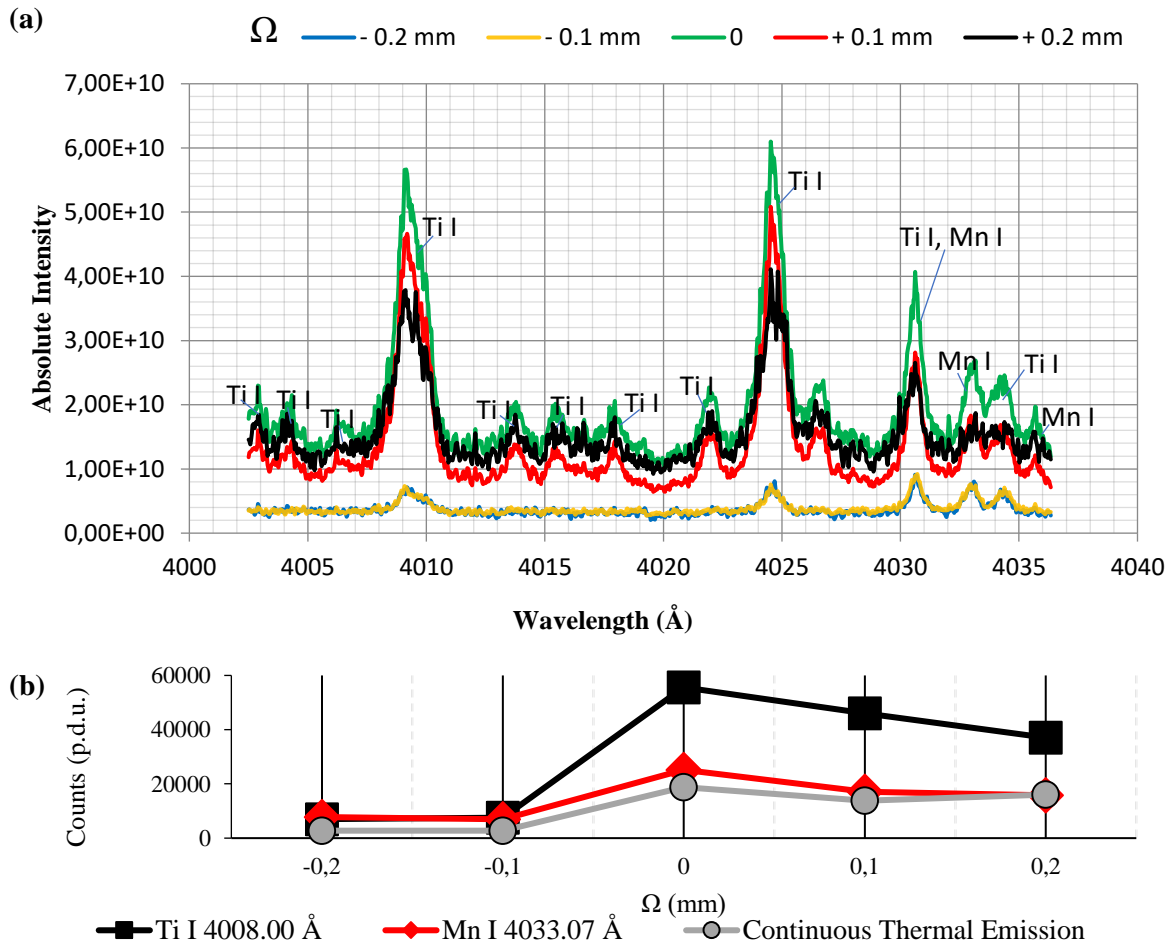 (a)
Ω - 0.2 mm - 0.1 mm 0 + 0.1 mm + 0.2 mm
7,00E+10
6,00E+10
5,00E+10
4,00E+10
3,00E+10
2,00E+10
1,00E+10
0,00E+00
Absolute Intensity
Ti I
Ti I
Ti I
Ti I
Ti I
Ti I
Ti I
Ti I
Ti I
Ti I, Mn I
Mn I
Ti I
Mn I
4000 4005 4010 4015 4020 4025 4030 4035 4040
Wavelength (Å)
(b)
Counts (p.d.u.)
60000
40000
20000
0
-0,2 -0,1 0 0,1 0,2
Ω (mm)
Ti I 4008.00 Å Mn I 4033.07 Å Continuous Thermal Emission